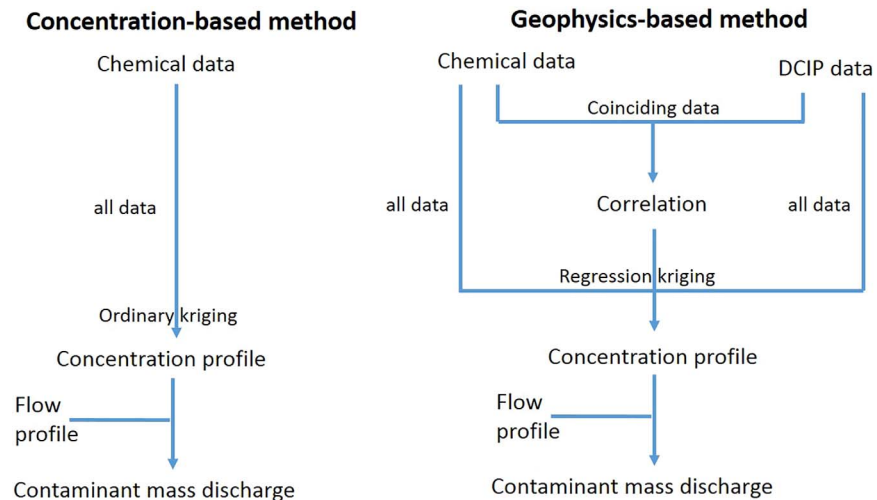 Concentration-based method
Chemical data
all data
Ordinary kriging
Concentration profile
Flow
profile
Contaminant mass discharge
Geophysics-based method
Chemical data
DCIP data
Coinciding data
all data
Correlation
all data
Regression kriging
Concentration profile
Flow
profile
Contaminant mass discharge